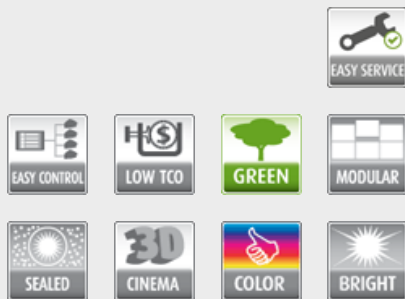 EASY SERVICE
EASY CONTROL
$
LOW TCO
GREEN
MODULAR
SEALED
3D
CINEMA
COLOR
BRIGHT